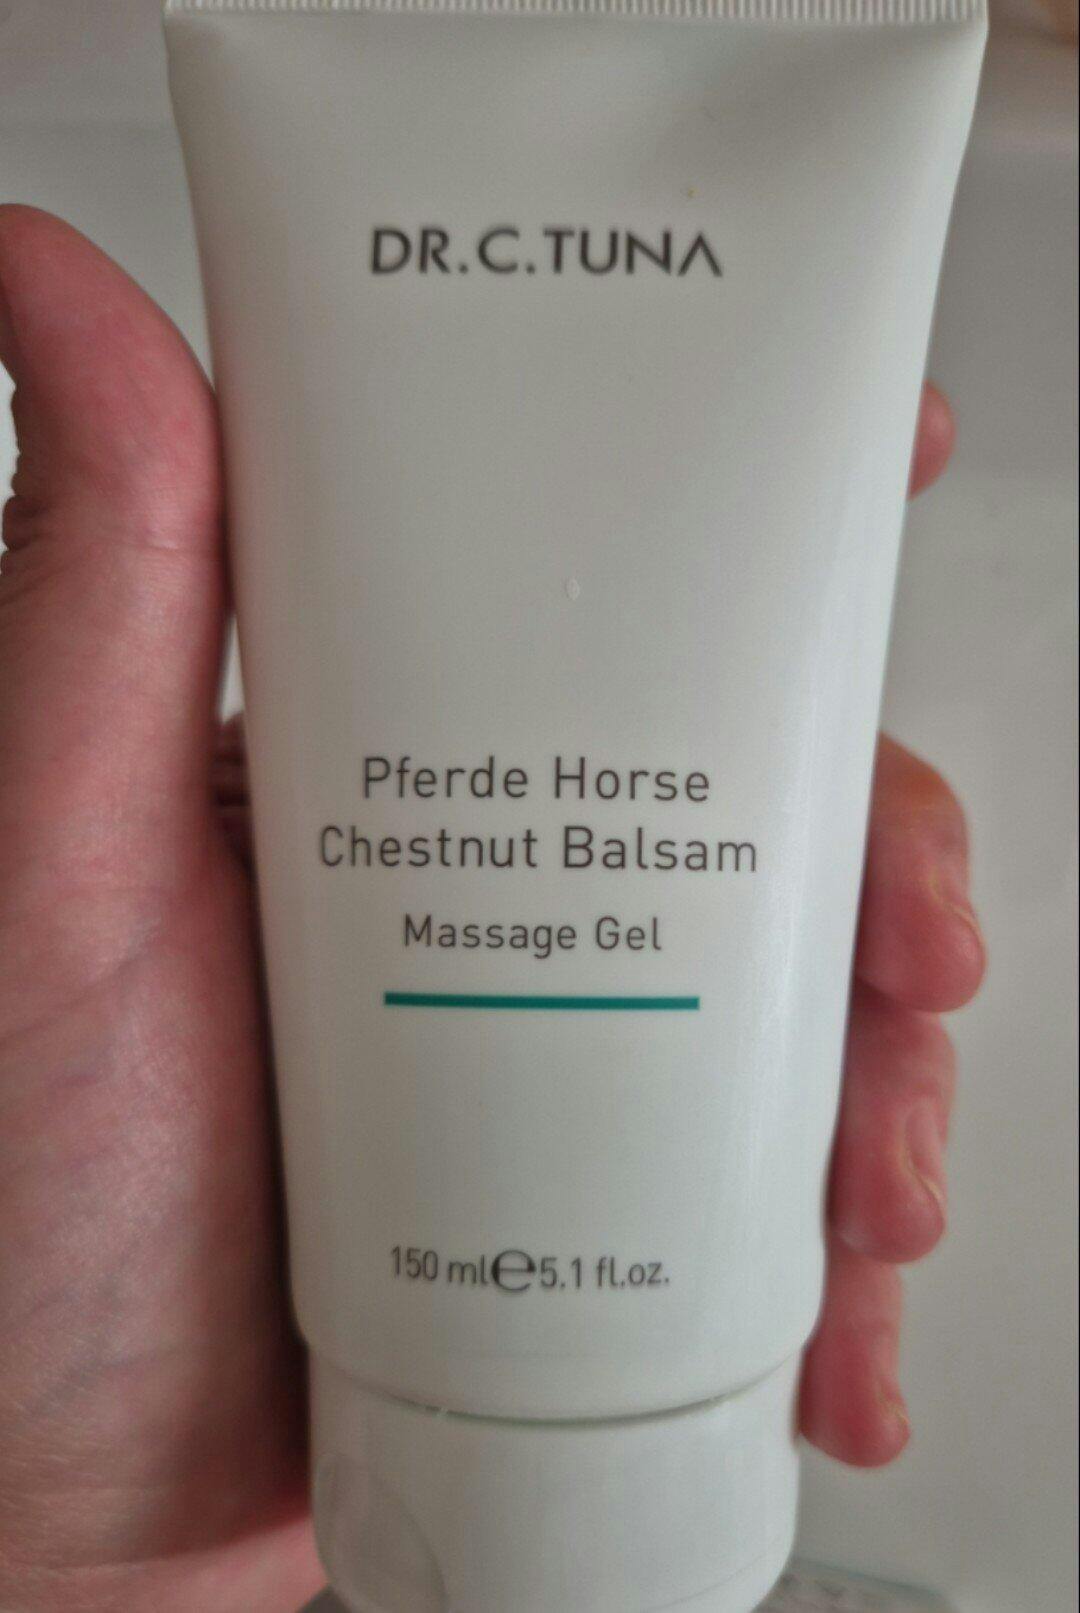 DR.C.TUNA
Pferde Horse
Chestnut Balsam
Massage Gel
150 ml℮5.1 fl.oz.